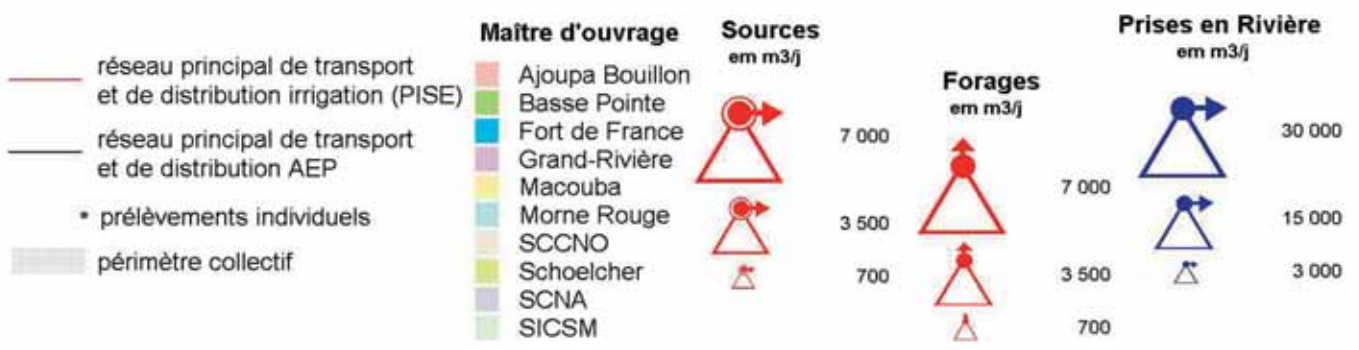 réseau principal de transport
et de distribution irrigation (PISE)
réseau principal de transport
et de distribution AEP
prélèvements individuels
périmètre collectif
Maître d'ouvrage
Ajoupa Bouillon
Basse Pointe
Fort de France
Grand-Rivière
Macouba
Morne Rouge
SCCNO
Schoelcher
SCNA
SICSM
Sources
em m3/j
7 000
3 500
700
Forages
em m3/j
7 000
3 500
700
Prises en Rivière
em m3/j
30 000
15 000
3 000